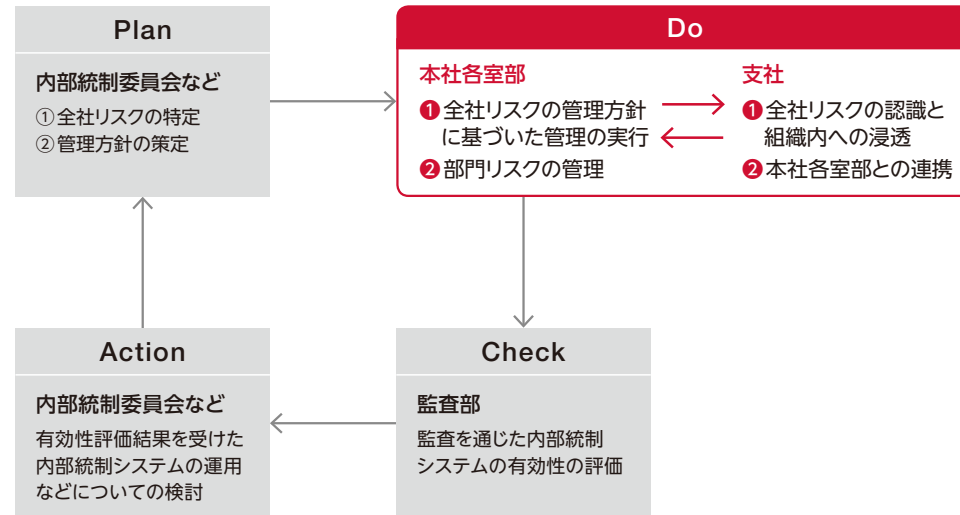 Plan
内部統制委員会など
①全社リスクの特定
②管理方針の策定
Do
本社各室部
❶全社リスクの管理方針
に基づいた管理の実行
❷部門リスクの管理
支社
❶全社リスクの認識と
組織内への浸透
❷本社各室部との連携
Action
内部統制委員会など
有効性評価結果を受けた
内部統制システムの運用
などについての検討
Check
監査部
監査を通じた内部統制
システムの有効性の評価